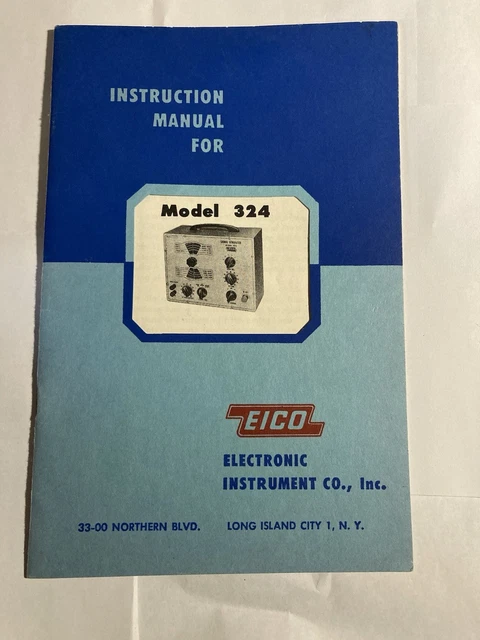 INSTRUCTION
MANUAL
FOR
Model 324
EICO
ELECTRONIC
INSTRUMENT CO., Inc.
33-00 NORTHERN BLVD. LONG ISLAND CITY 1, N. Y.